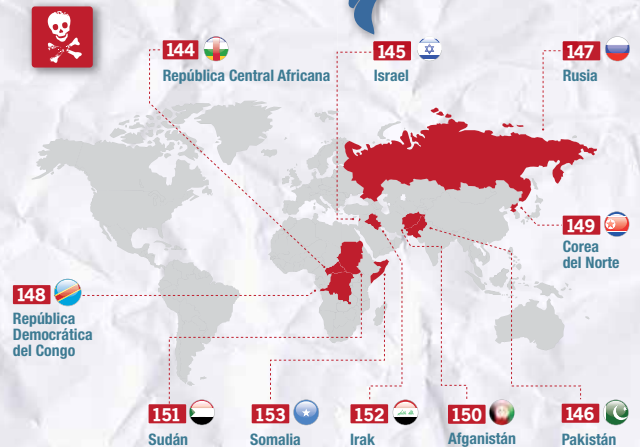 144
República Central Africana
145
Israel
147
Rusia
149
Corea
del Norte
148
República
Democrática
del Congo
151
Sudán
153
Somalia
152
Irak
150
Afganistán
146
Pakistán